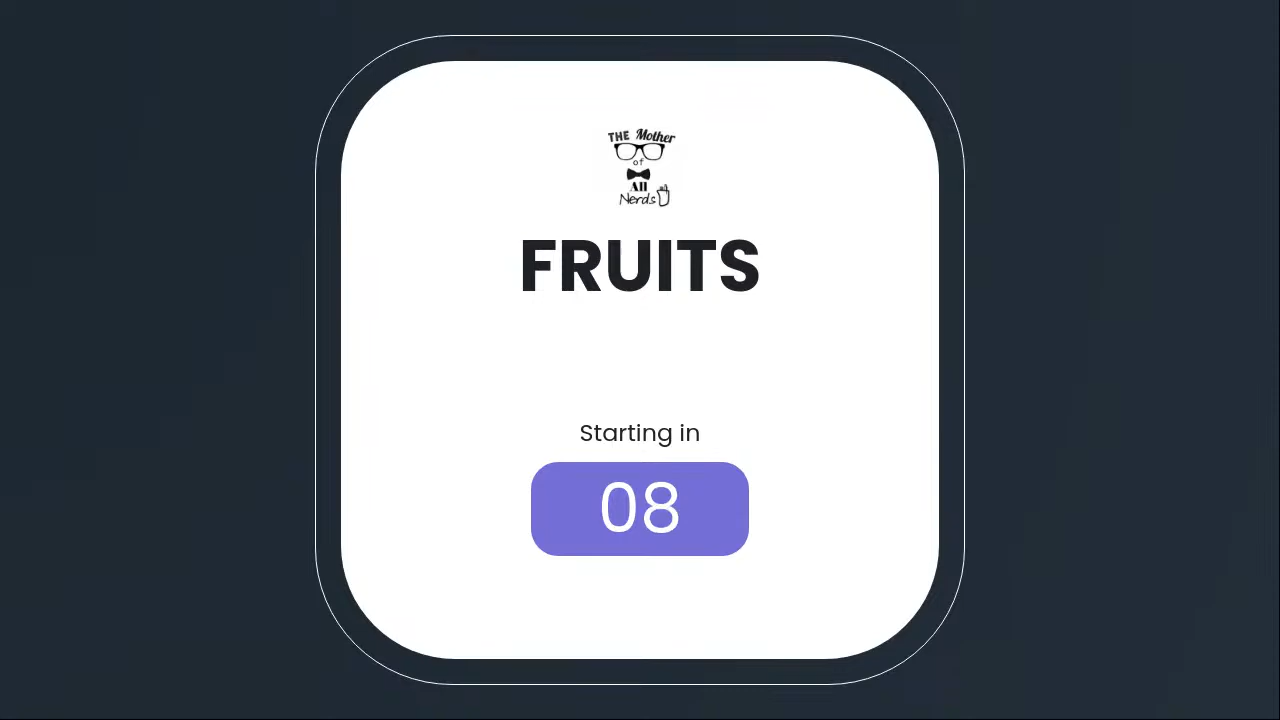 THE Mother
of
All
Nerds
FRUITS
Starting in
08